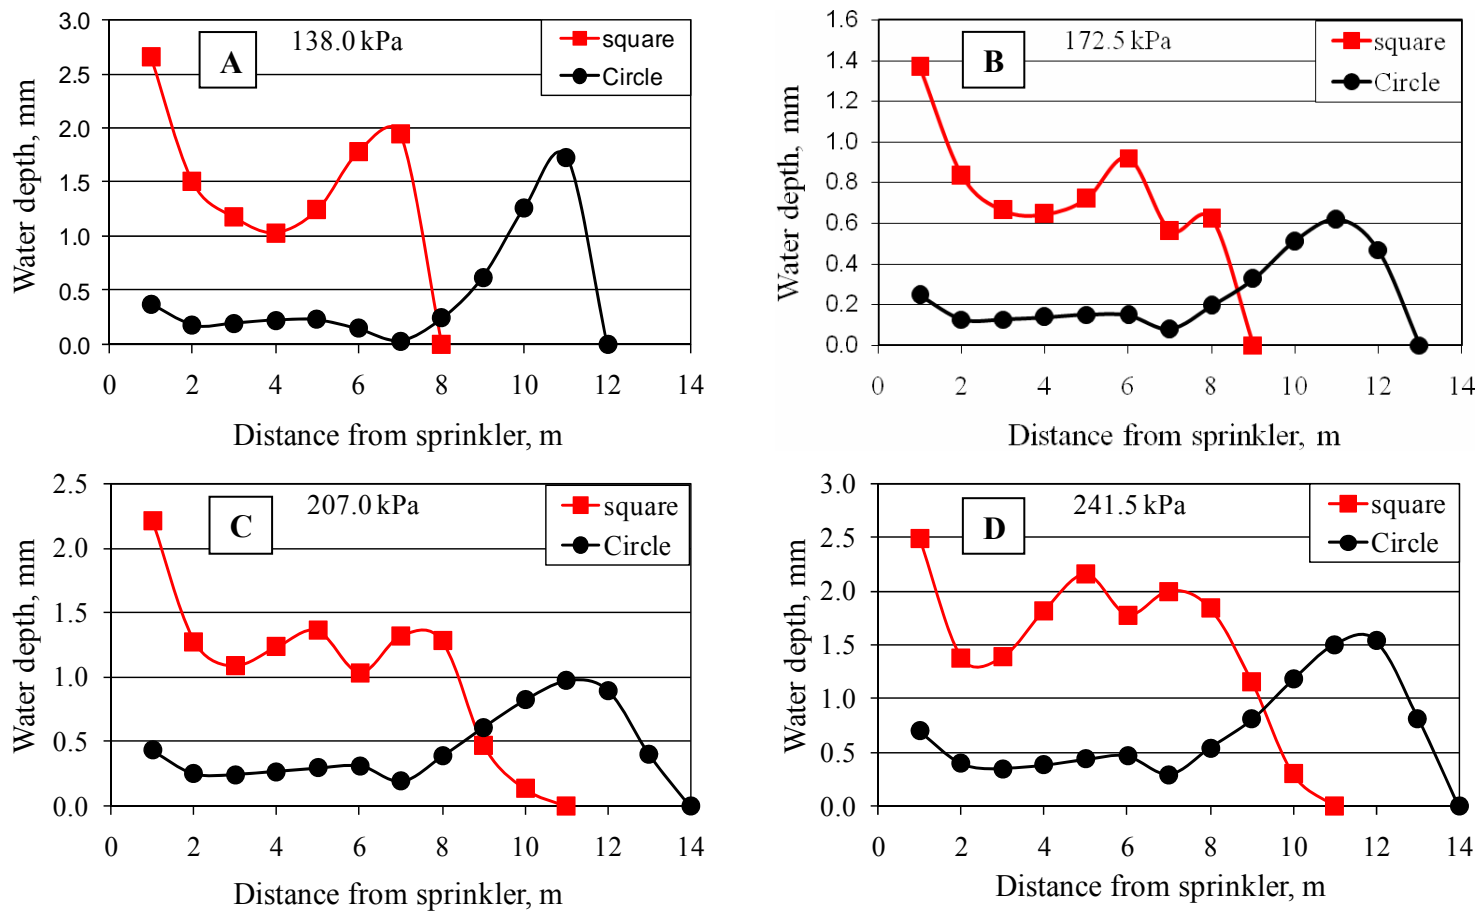 138.0 kPa
A
square
Circle
Water depth, mm
3.0
2.5
2.0
1.5
1.0
0.5
0.0
0 2 4 6 8 10 12 14
Distance from sprinkler, m
172.5 kPa
B
square
Circle
Water depth, mm
1.6
1.4
1.2
1.0
0.8
0.6
0.4
0.2
0.0
0 2 4 6 8 10 12 14
Distance from sprinkler, m
207.0 kPa
C
square
Circle
Water depth, mm
2.5
2.0
1.5
1.0
0.5
0.0
0 2 4 6 8 10 12 14
Distance from sprinkler, m
241.5 kPa
D
square
Circle
Water depth, mm
3.0
2.5
2.0
1.5
1.0
0.5
0.0
0 2 4 6 8 10 12 14
Distance from sprinkler, m